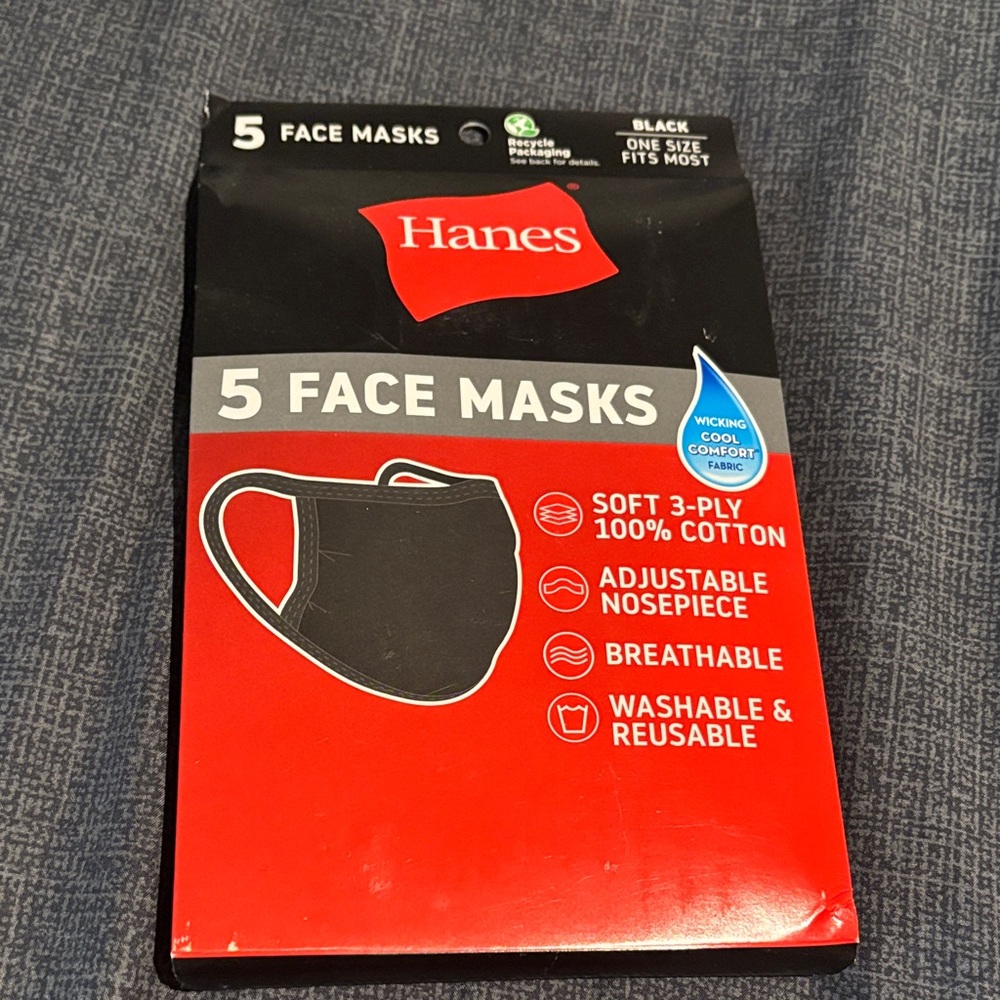 5 FACE MASKS
Recycle
Packaging
See back for details.
BLACK
ONE SIZE
FITS MOST
Hanes®
5 FACE MASKS
WICKING
COOL
COMFORT™
FABRIC
SOFT 3-PLY
100% COTTON
ADJUSTABLE
NOSEPIECE
BREATHABLE
WASHABLE &
REUSABLE